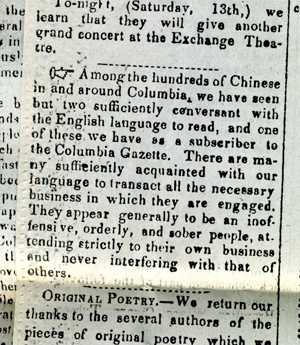 To-night, (Saturday, 13th,) we
learn that they will give another
grand concert at the Exchange Thea-
tre.
☞ Among the hundreds of Chinese
in and around Columbia, we have seen
but two sufficiently conversant with
the English language to read, and one
of these we have as a subscriber to
the Columbia Gazette. There are ma-
ny sufficiently acquainted with our
language to transact all the necessary
business in which they are engaged.
They appear generally to be an inof-
fensive, orderly, and sober people, at-
tending strictly to their own business
and never interfering with that of
others.
ORIGINAL POETRY.—We return our
thanks to the several authors of the
pieces of original poetry which we